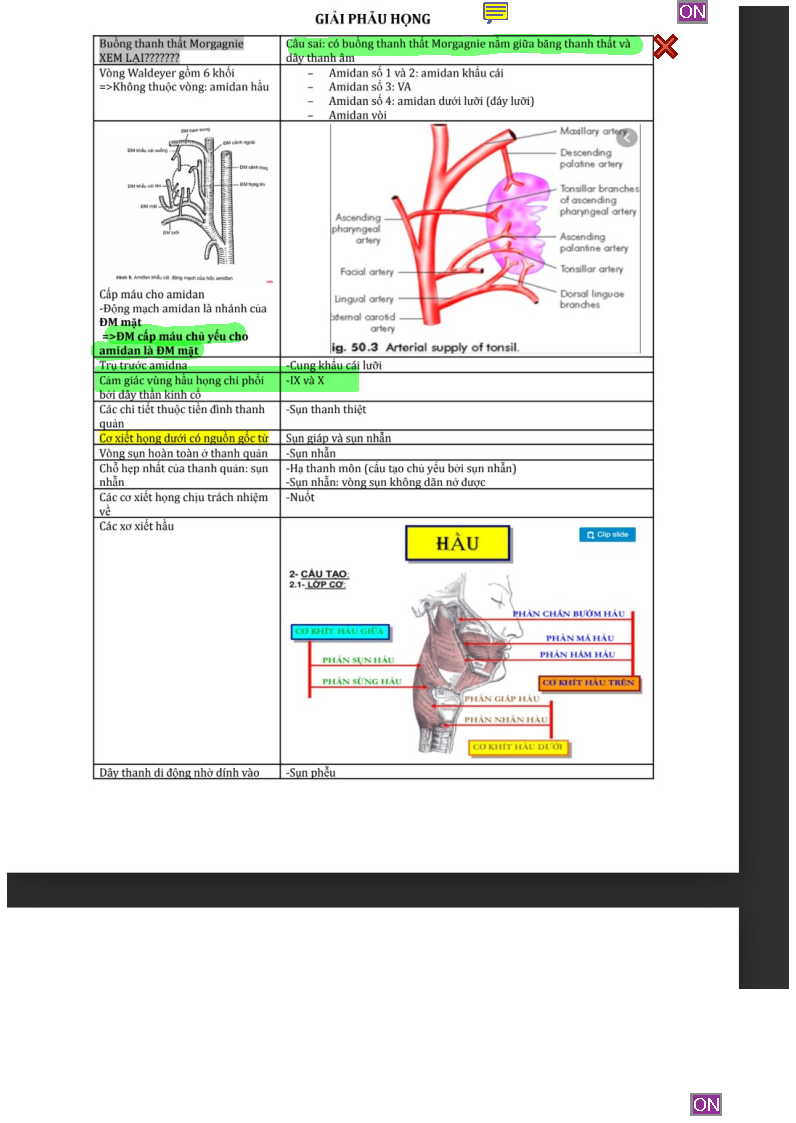 GIẢI PHẪU HỌNG
ON
Buồng thanh thất Morgagnie
XEM LẠI???????
Câu sai: có buồng thanh thất Morgagnie nằm giữa băng thanh thất và
dây thanh âm
Vòng Waldeyer gồm 6 khối
=>Không thuộc vòng: amidan hầu
– Amidan số 1 và 2: amidan khẩu cái
– Amidan số 3: VA
– Amidan số 4: amidan dưới lưỡi (đáy lưỡi)
– Amidan vòi
ĐM hàm trong
ĐM cảnh ngoài
ĐM khẩu cái xuống
ĐM cảnh trong
ĐM khẩu cái lên
ĐM họng lên
ĐM mặt
ĐM lưỡi
Hình 5. Amidan khẩu cái: động mạch của hốc amidan
Cấp máu cho amidan
-Động mạch amidan là nhánh của
ĐM mặt
=>ĐM cấp máu chủ yếu cho
amidan là ĐM mặt
Maxillary artery
Descending
palatine artery
Tonsillar branches
of ascending
pharyngeal artery
Ascending
pharyngeal
artery
Ascending
palantine artery
Facial artery
Tonsillar artery
Lingual artery
Dorsal linguae
branches
xternal carotid
artery
ig. 50.3 Arterial supply of tonsil.
Trụ trước amidna
-Cung khẩu cái lưỡi
Cảm giác vùng hầu họng chi phối
bởi dây thần kinh cổ
-IX và X
Các chi tiết thuộc tiền đình thanh
quản
-Sụn thanh thiệt
Cơ xiết họng dưới có nguồn gốc từ
Sụn giáp và sụn nhẫn
Vòng sụn hoàn toàn ở thanh quản
-Sụn nhẫn
Chỗ hẹp nhất của thanh quản: sụn
nhẫn
-Hạ thanh môn (cấu tạo chủ yếu bởi sụn nhẫn)
-Sụn nhẫn: vòng sụn không dãn nở được
Các cơ xiết họng chịu trách nhiệm
về
-Nuốt
Các xơ xiết hầu
HẦU
Clip slide
2- CẤU TẠO:
2.1- LỚP CƠ:
PHẦN CHÂN BƯỚM HẦU
CƠ KHÍT HẦU GIỮA
PHẦN MÁ HẦU
PHẦN HÀM HẦU
PHẦN SỤN HẦU
PHẦN SỪNG HẦU
CƠ KHÍT HẦU TRÊN
PHẦN GIÁP HẦU
PHẦN NHẪN HẦU
CƠ KHÍT HẦU DƯỚI
Dây thanh di động nhờ dính vào
-Sụn phễu
ON